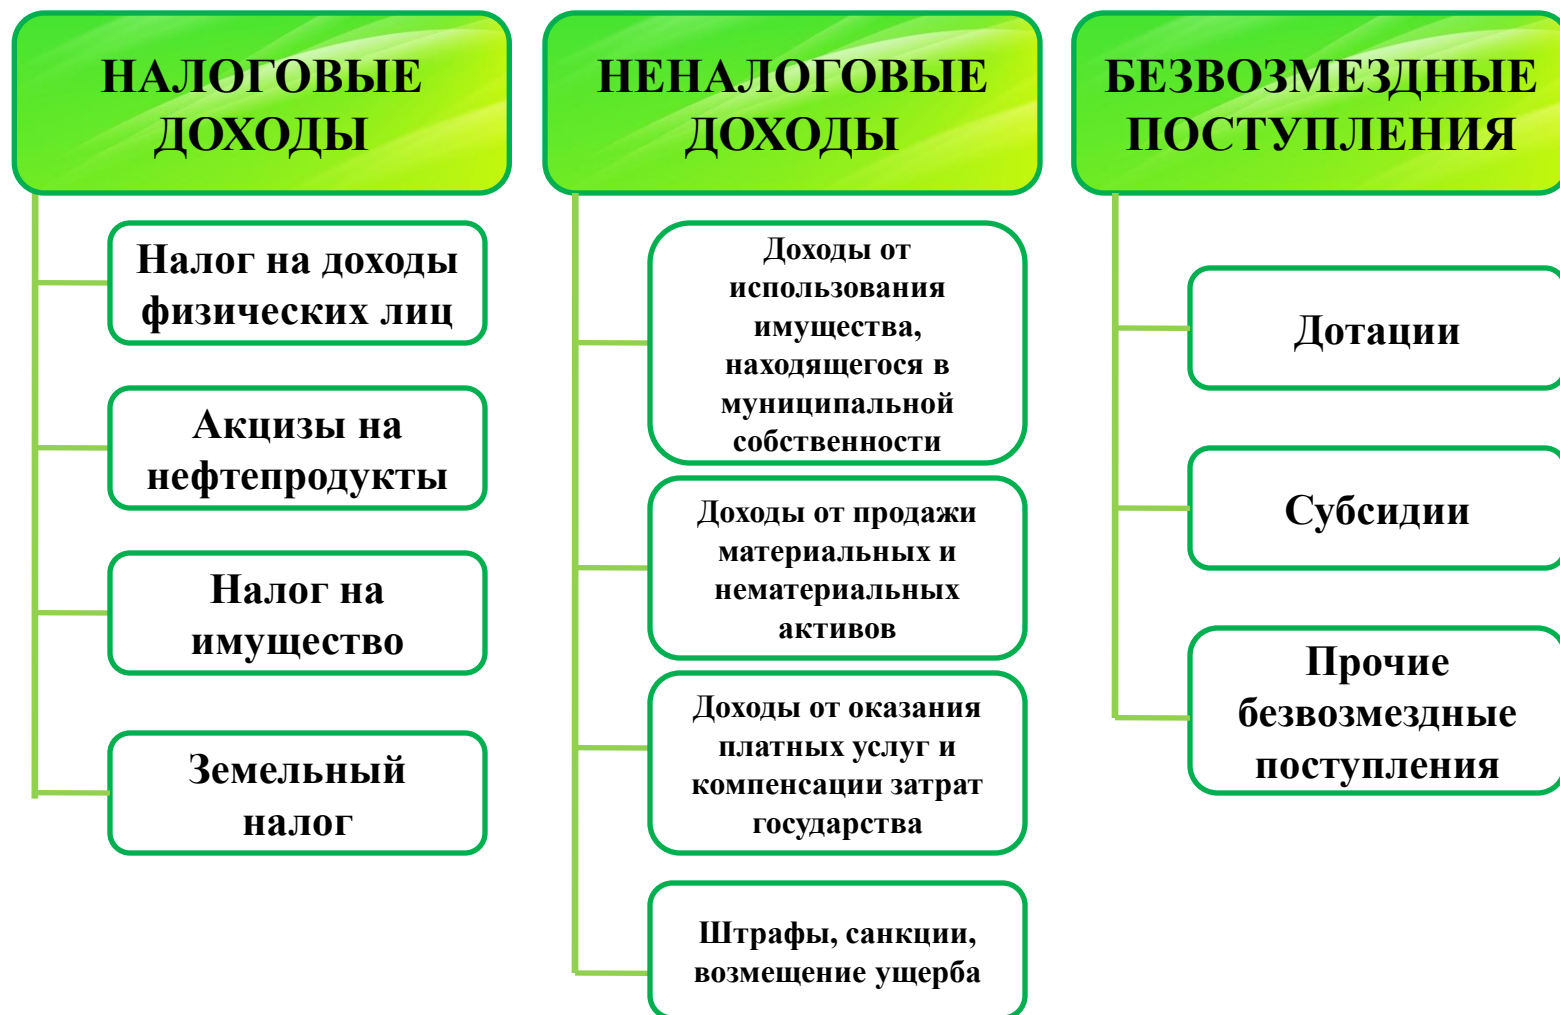 НАЛОГОВЫЕ
ДОХОДЫ
Налог на доходы
физических лиц
Акцизы на
нефтепродукты
Налог на
имущество
Земельный
налог
НЕНАЛОГОВЫЕ
ДОХОДЫ
Доходы от
использования
имущества,
находящегося в
муниципальной
собственности
Доходы от продажи
материальных и
нематериальных
активов
Доходы от оказания
платных услуг и
компенсации затрат
государства
Штрафы, санкции,
возмещение ущерба
БЕЗВОЗМЕЗДНЫЕ
ПОСТУПЛЕНИЯ
Дотации
Субсидии
Прочие
безвозмездные
поступления